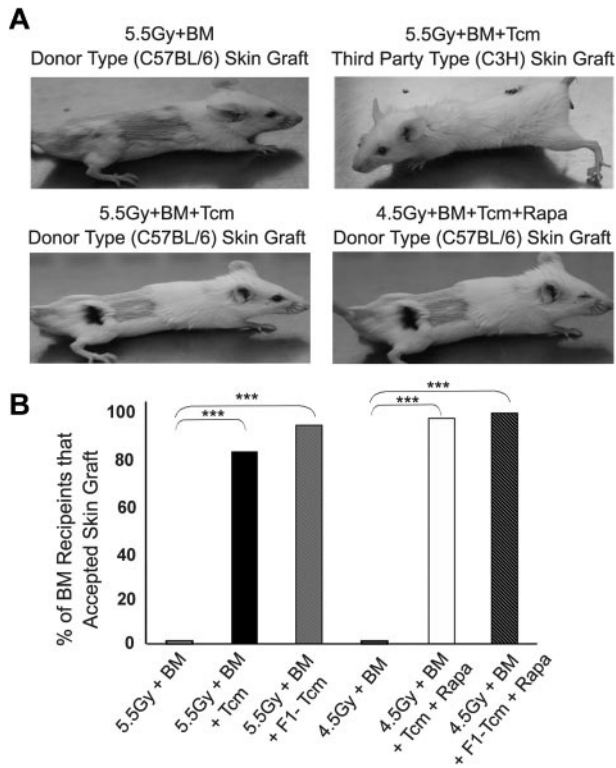 A
5.5Gy+BM
Donor Type (C57BL/6) Skin Graft
5.5Gy+BM+Tcm
Third Party Type (C3H) Skin Graft
5.5Gy+BM+Tcm
Donor Type (C57BL/6) Skin Graft
4.5Gy+BM+Tcm+Rapa
Donor Type (C57BL/6) Skin Graft
B
% of BM Recipeints that
Accepted Skin Graft
100
80
60
40
20
0
***
***
***
***
5.5Gy + BM
5.5Gy + BM
+ Tcm
5.5Gy + BM
+ F1- Tcm
4.5Gy + BM
4.5Gy + BM
+ Tcm + Rapa
4.5Gy + BM
+ F1-Tcm + Rapa